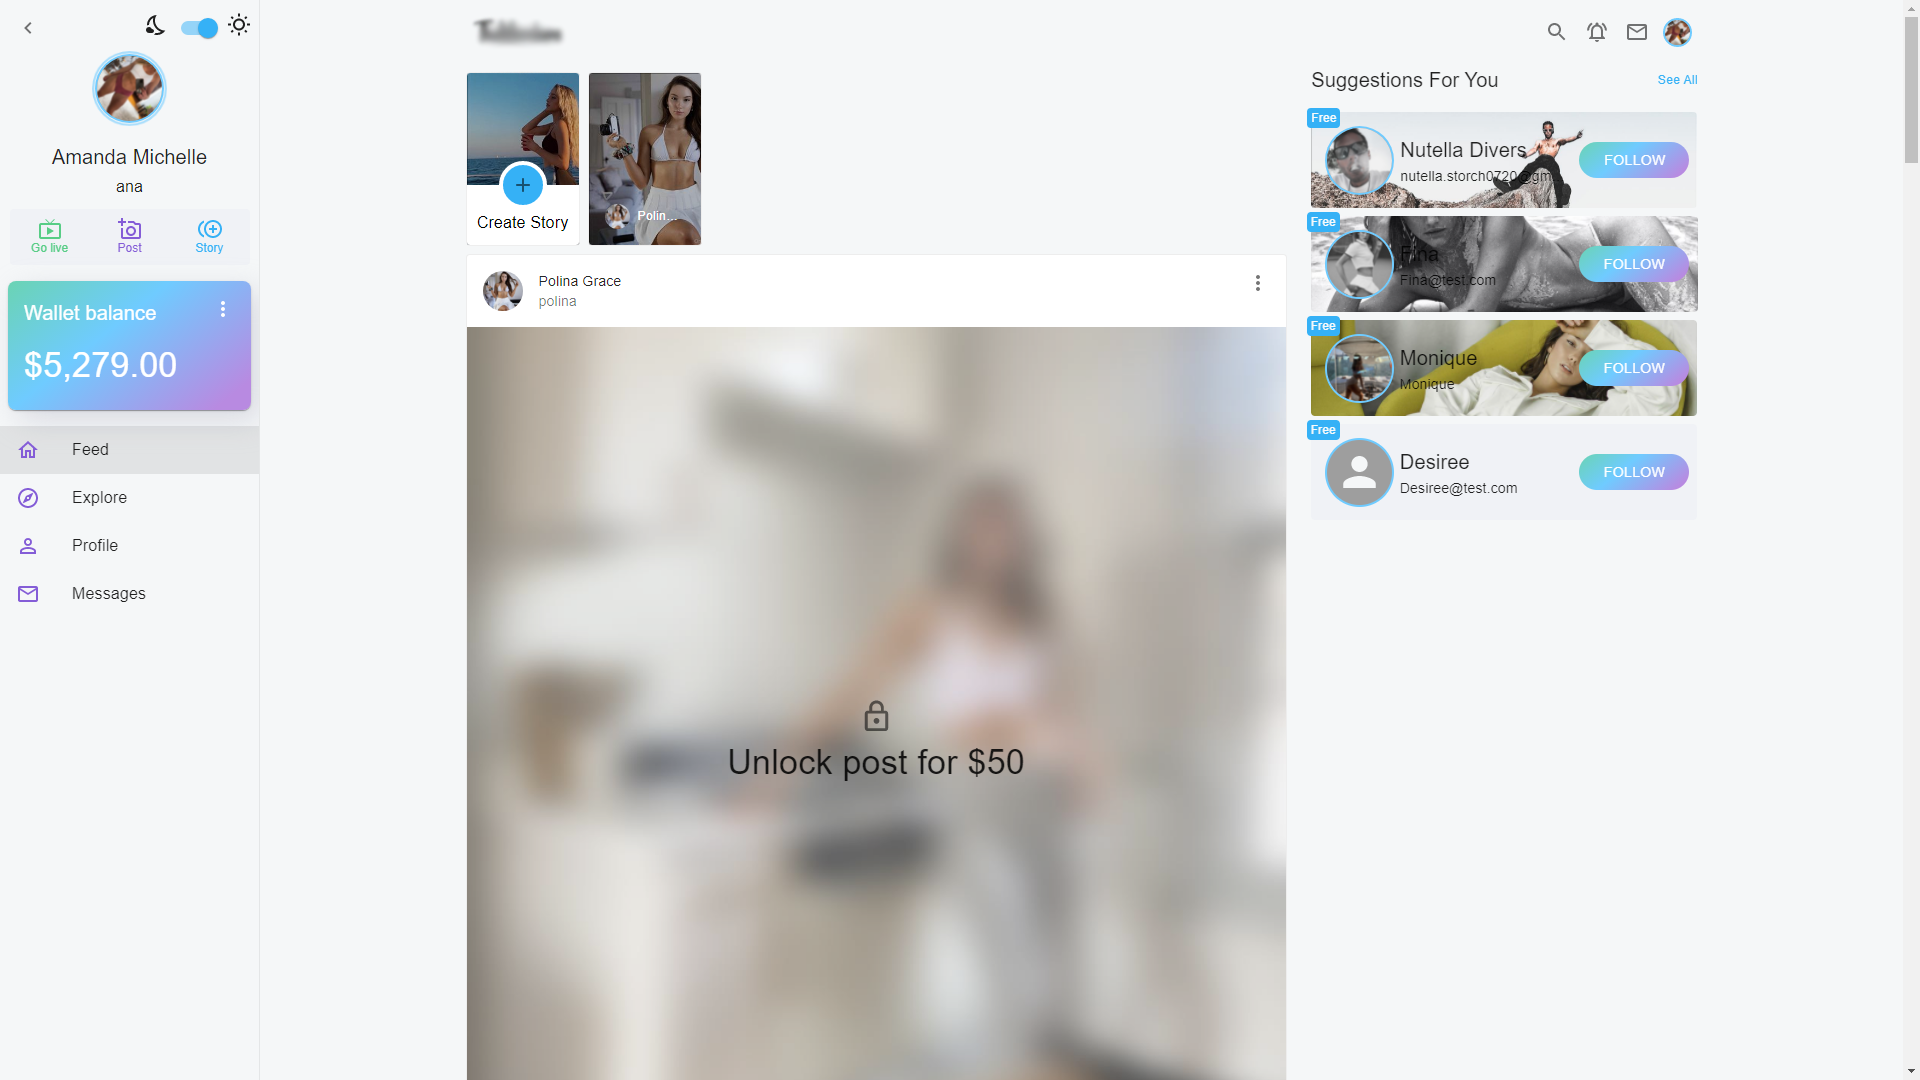 Amanda Michelle
ana
Go live
Post
Story
Wallet balance
$5,279.00
Feed
Explore
Profile
Messages
Create Story
Polin...
Polina Grace
polina
Unlock post for $50
Suggestions For You
See All
Free
Nutella Divers
nutella.storch0720@gm...
FOLLOW
Free
Fina
Fina@test.com
FOLLOW
Free
Monique
Monique
FOLLOW
Free
Desiree
Desiree@test.com
FOLLOW